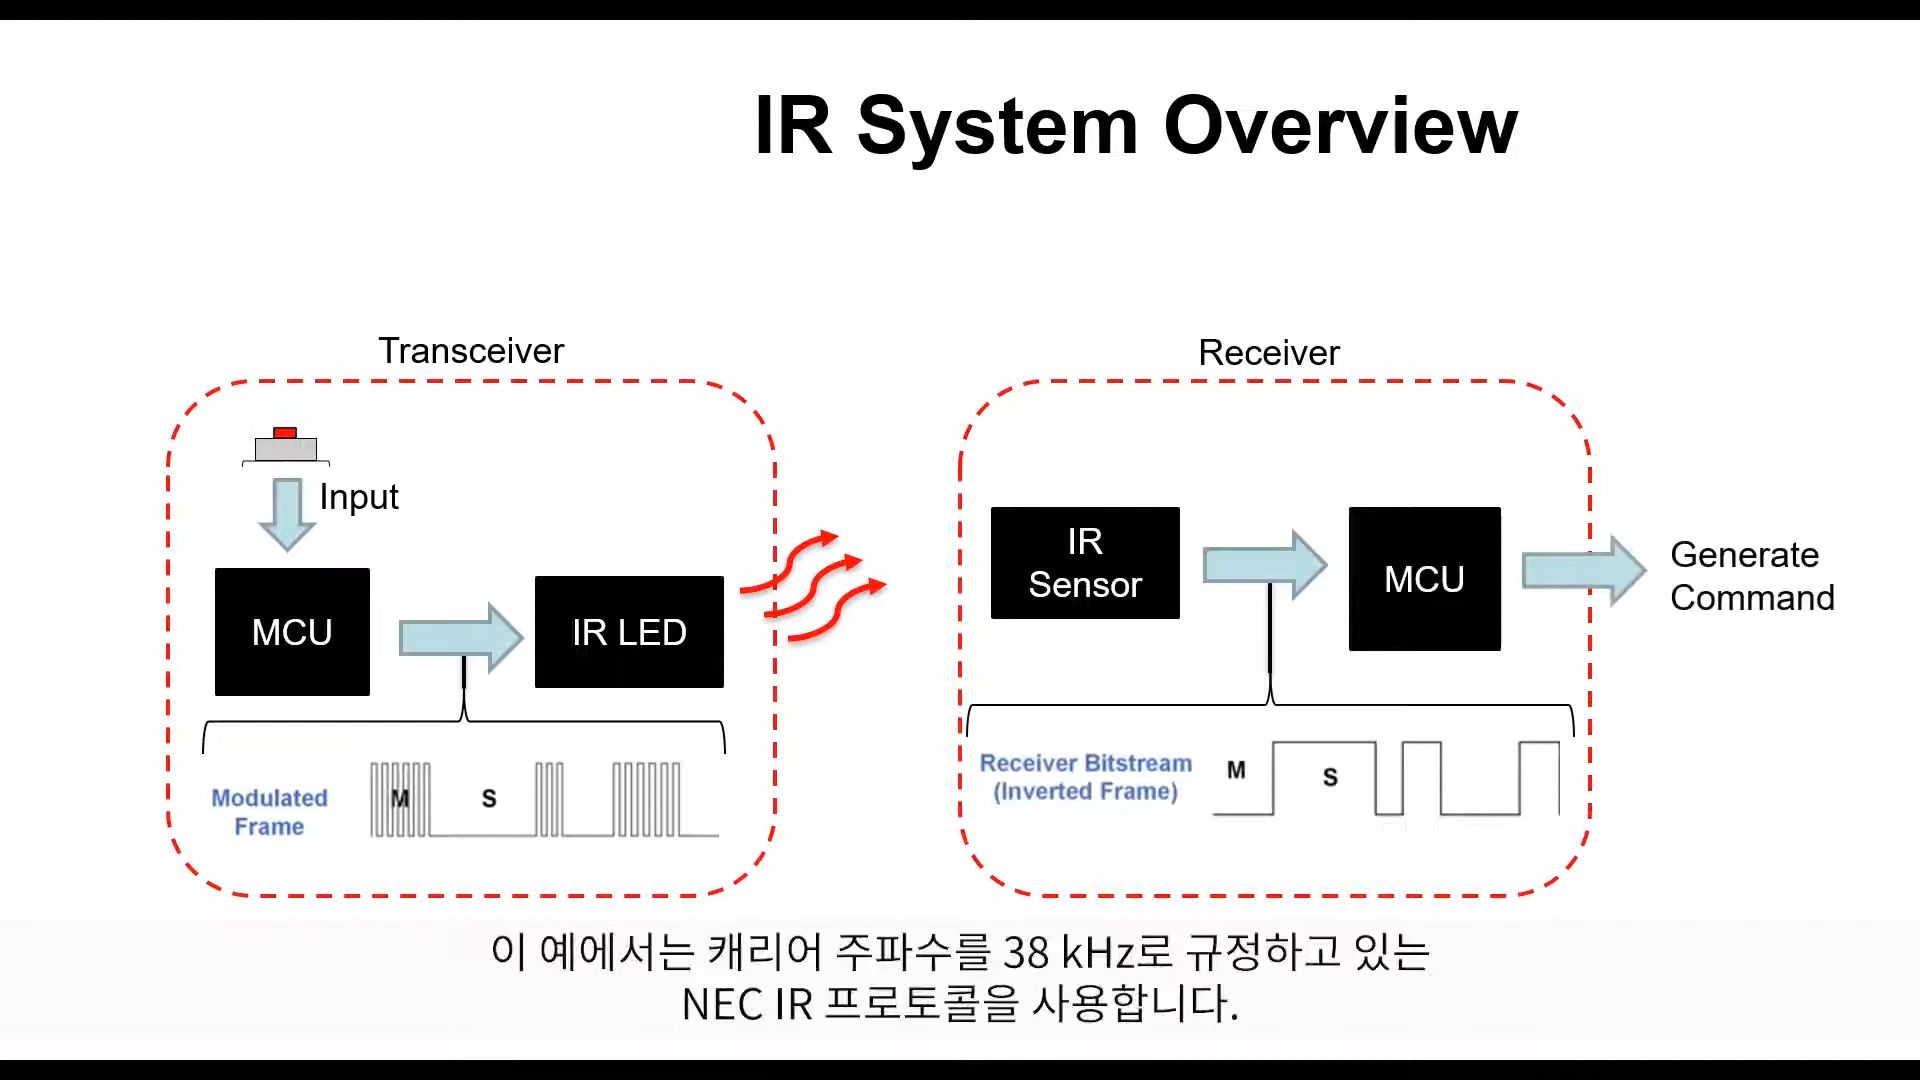 IR System Overview
Transceiver
Input
MCU
IR LED
Modulated
Frame
M
S
Receiver
IR
Sensor
MCU
Generate
Command
Receiver Bitstream
(Inverted Frame)
M
S
이 예에서는 캐리어 주파수를 38 kHz로 규정하고 있는
NEC IR 프로토콜을 사용합니다.